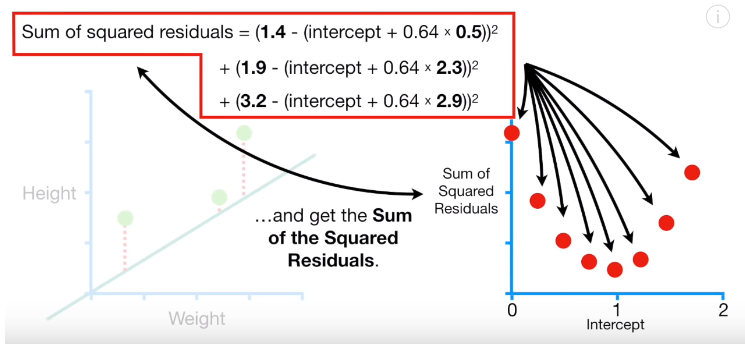 Sum of squared residuals = (1.4 - (intercept + 0.64 × 0.5))²
+ (1.9 - (intercept + 0.64 × 2.3))²
+ (3.2 - (intercept + 0.64 × 2.9))²
Height
Weight
…and get the Sum
of the Squared
Residuals.
Sum of
Squared
Residuals
0
1
2
Intercept
i